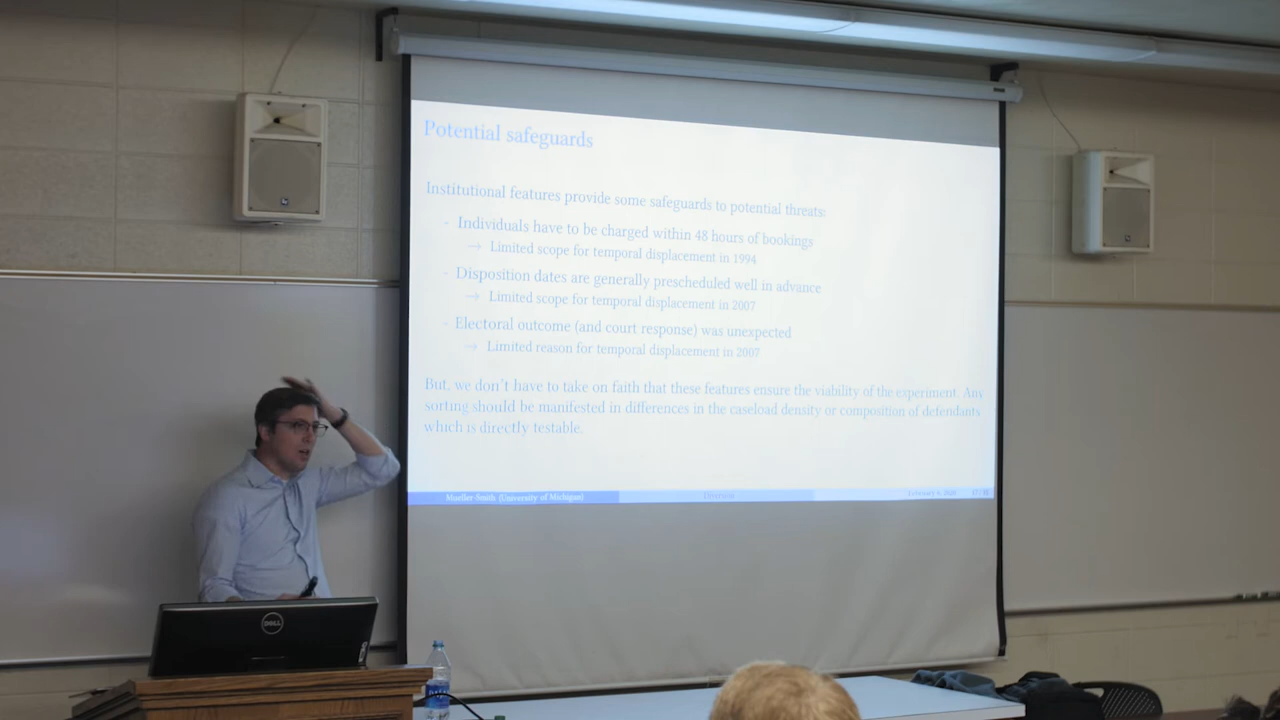 Potential safeguards
Institutional features provide some safeguards to potential threats:
- Individuals have to be charged within 48 hours of bookings
→ Limited scope for temporal displacement in 1994
- Disposition dates are generally prescheduled well in advance
→ Limited scope for temporal displacement in 2007
- Electoral outcome (and court response) was unexpected
→ Limited reason for temporal displacement in 2007
But, we don't have to take on faith that these features ensure the viability of the experiment. Any
sorting should be manifested in differences in the caseload density or composition of defendants
which is directly testable.
Mueller-Smith (University of Michigan) Diversion February 4, 2020
DELL